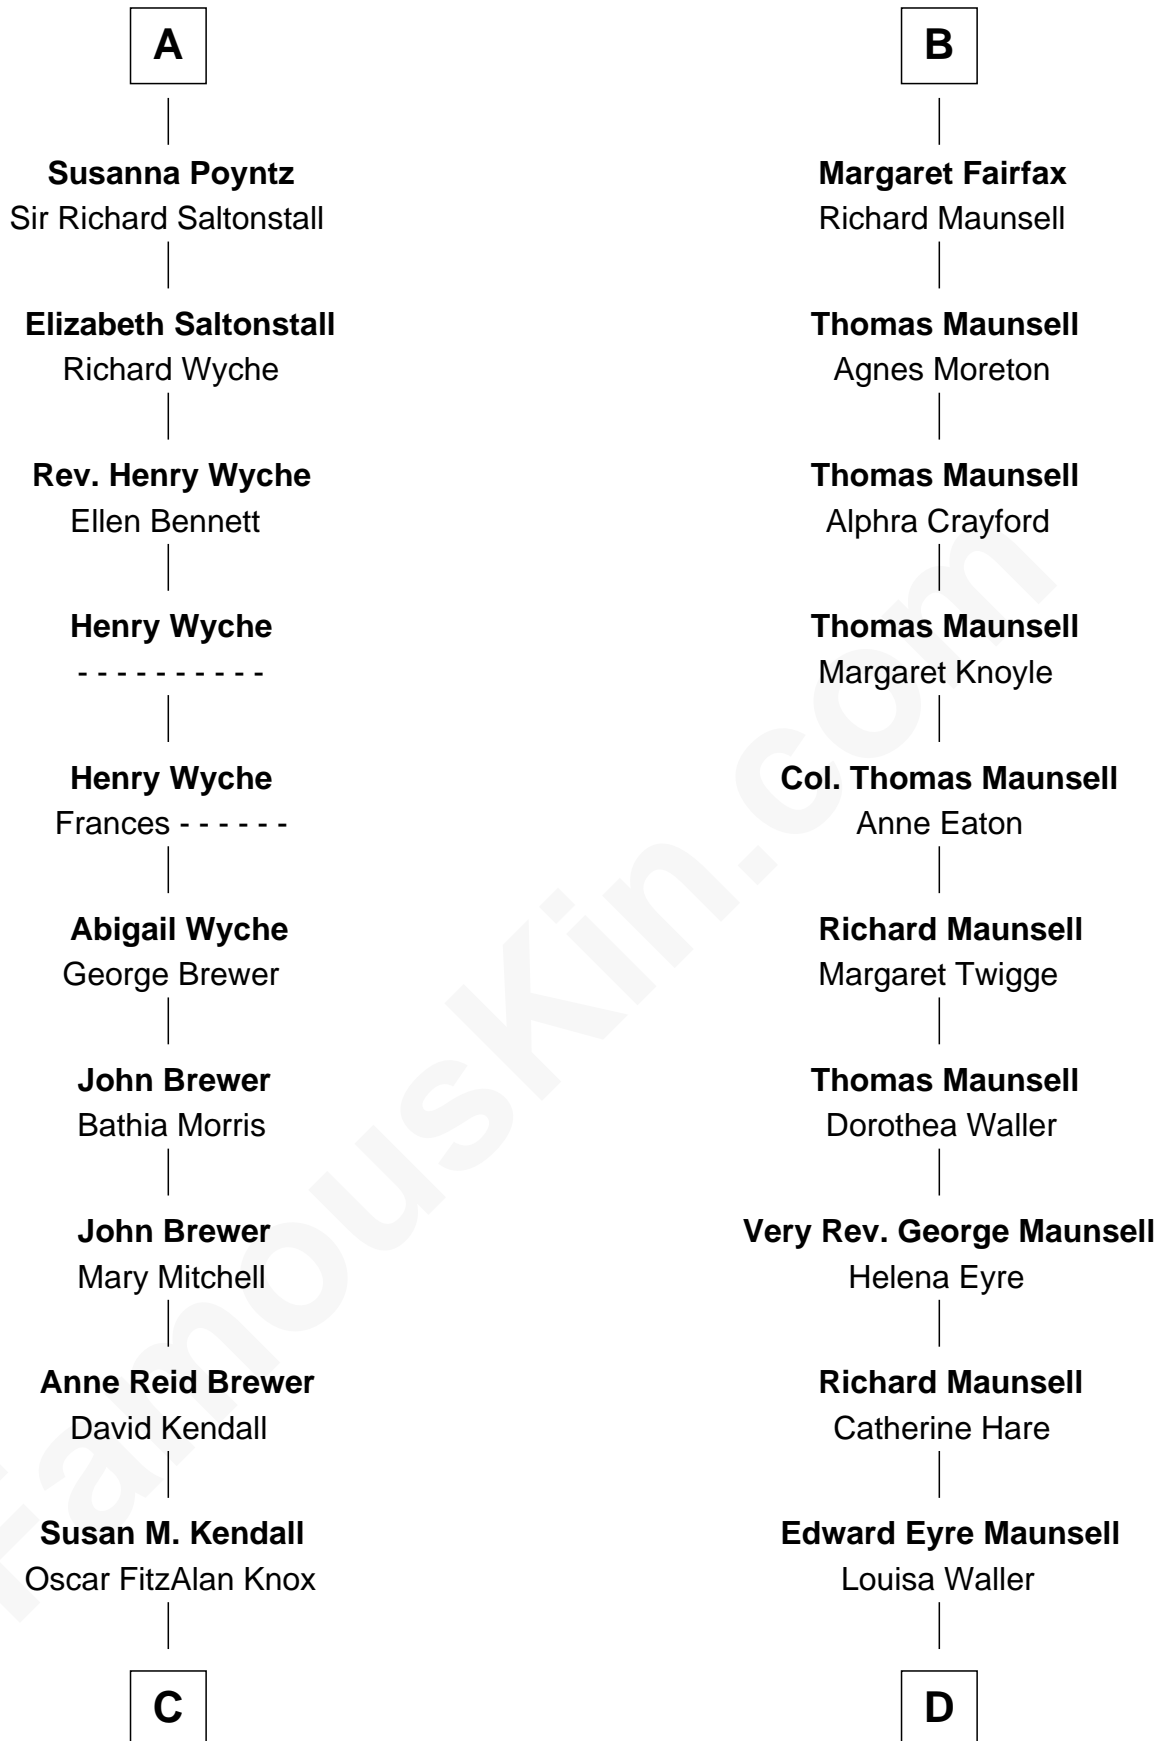 A
Susanna Poyntz
Sir Richard Saltonstall
Elizabeth Saltonstall
Richard Wyche
Rev. Henry Wyche
Ellen Bennett
Henry Wyche
- - - - - - - - - -
Henry Wyche
Frances - - - - - -
Abigail Wyche
George Brewer
John Brewer
Bathia Morris
John Brewer
Mary Mitchell
Anne Reid Brewer
David Kendall
Susan M. Kendall
Oscar FitzAlan Knox
C
B
Margaret Fairfax
Richard Maunsell
Thomas Maunsell
Agnes Moreton
Thomas Maunsell
Alphra Crayford
Thomas Maunsell
Margaret Knoyle
Col. Thomas Maunsell
Anne Eaton
Richard Maunsell
Margaret Twigge
Thomas Maunsell
Dorothea Waller
Very Rev. George Maunsell
Helena Eyre
Richard Maunsell
Catherine Hare
Edward Eyre Maunsell
Louisa Waller
D
FamousKin.com